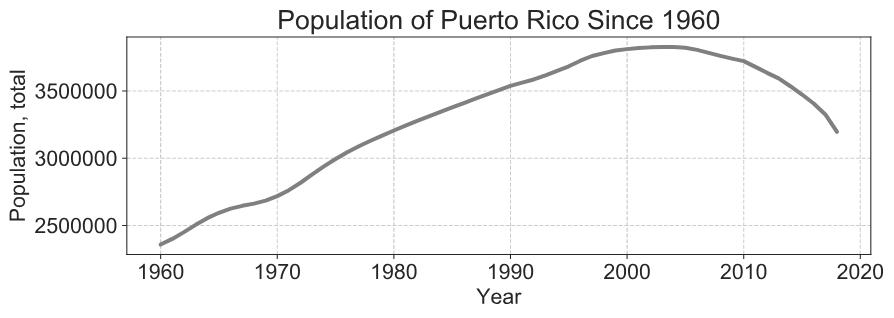 Population of Puerto Rico Since 1960
Population, total
3500000
3000000
2500000
1960 1970 1980 1990 2000 2010 2020
Year